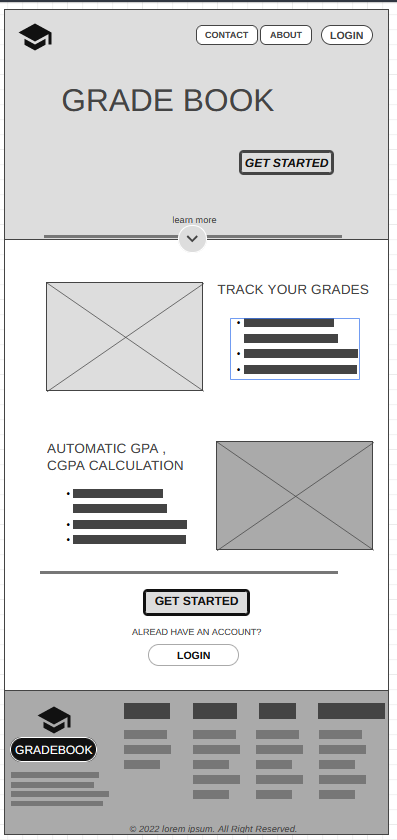 CONTACT
ABOUT
LOGIN
GRADE BOOK
GET STARTED
learn more
TRACK YOUR GRADES
AUTOMATIC GPA ,
CGPA CALCULATION
GET STARTED
ALREAD HAVE AN ACCOUNT?
LOGIN
GRADEBOOK
© 2022 lorem ipsum. All Right Reserved.